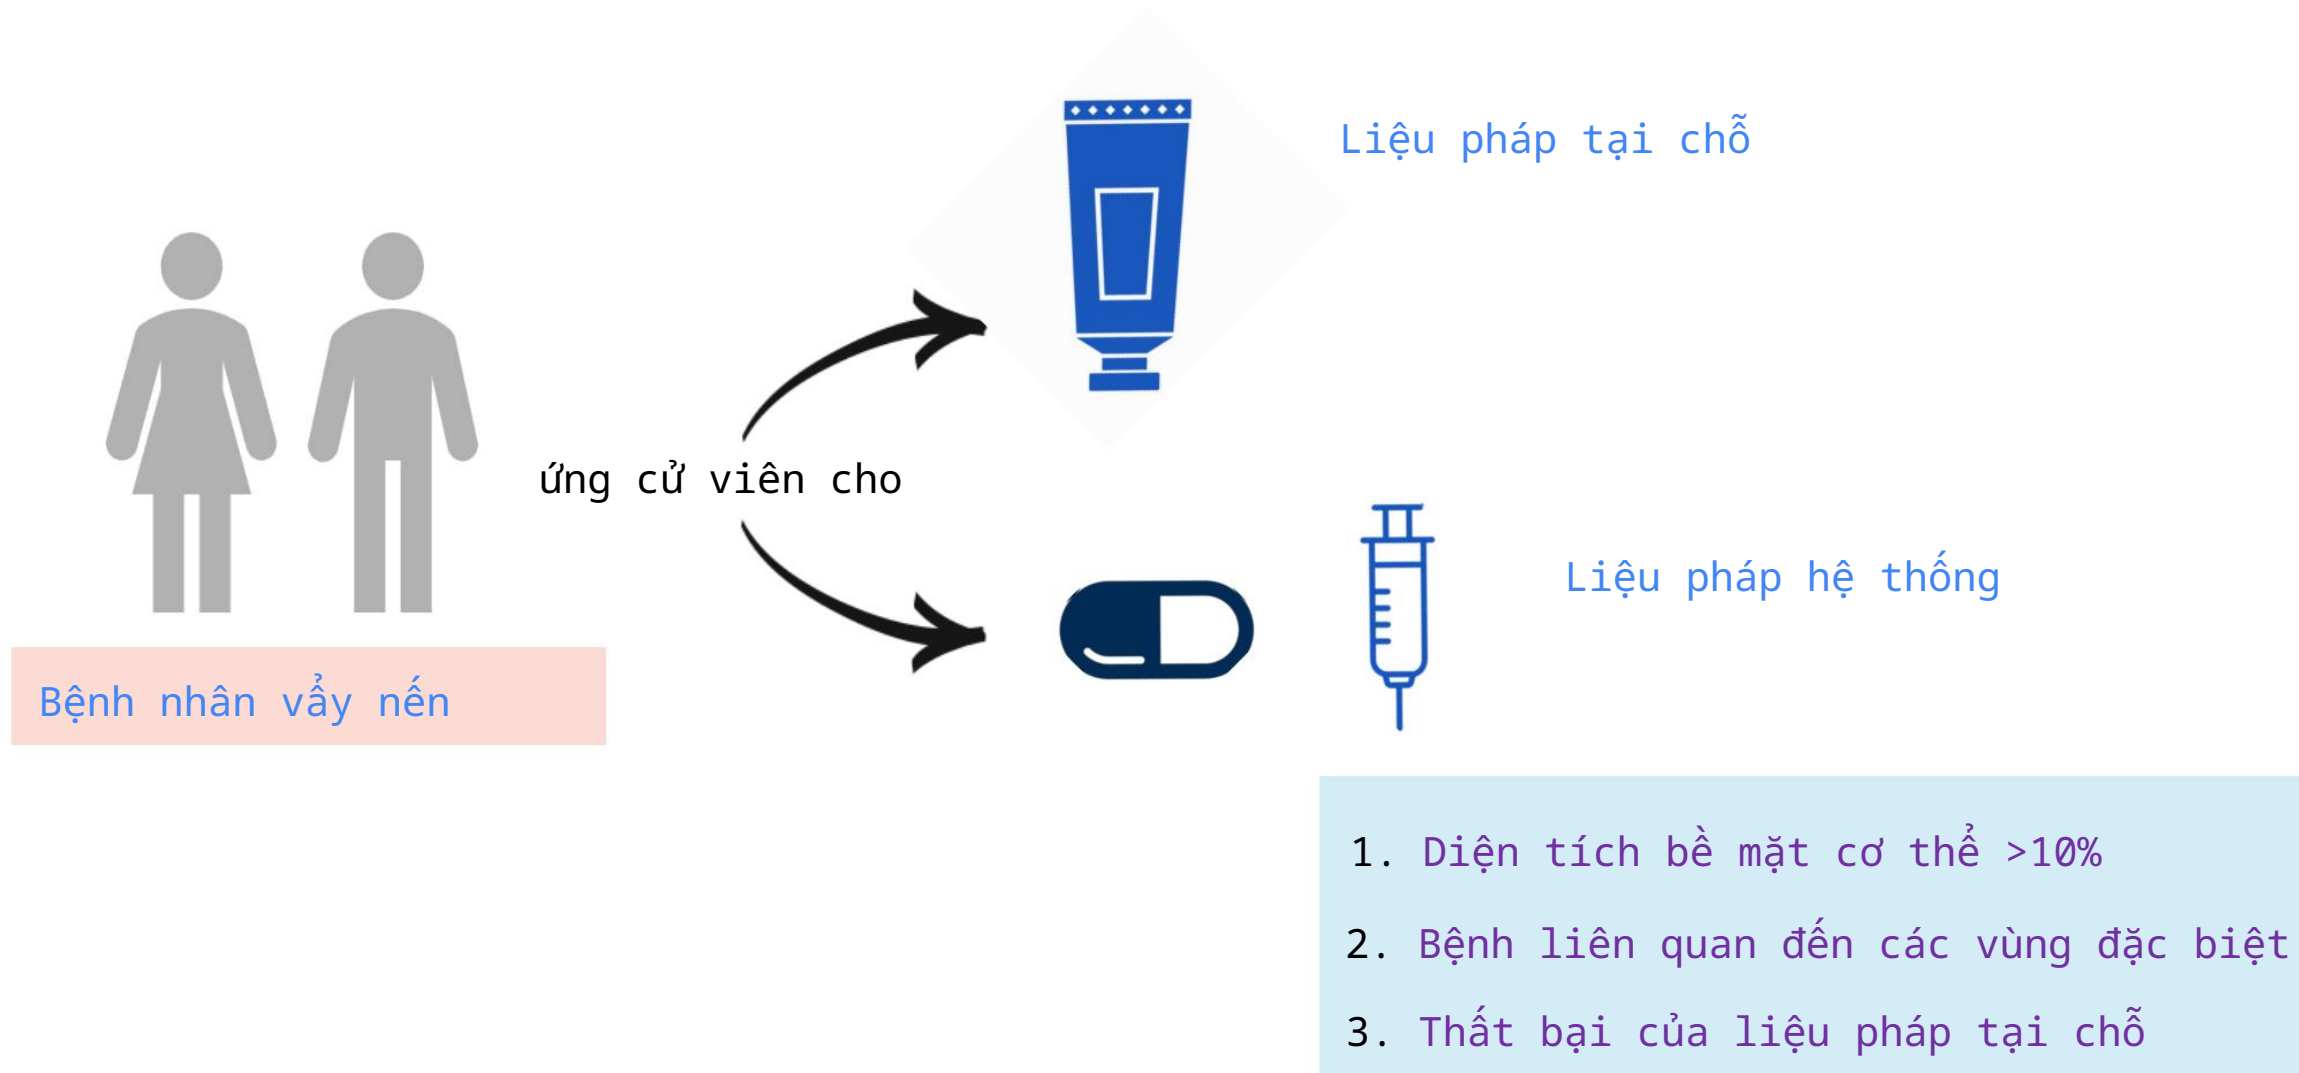 Liệu pháp tại chỗ
ứng cử viên cho
Liệu pháp hệ thống
Bệnh nhân vẩy nến
1. Diện tích bề mặt cơ thể >10%
2. Bệnh liên quan đến các vùng đặc biệt
3. Thất bại của liệu pháp tại chỗ